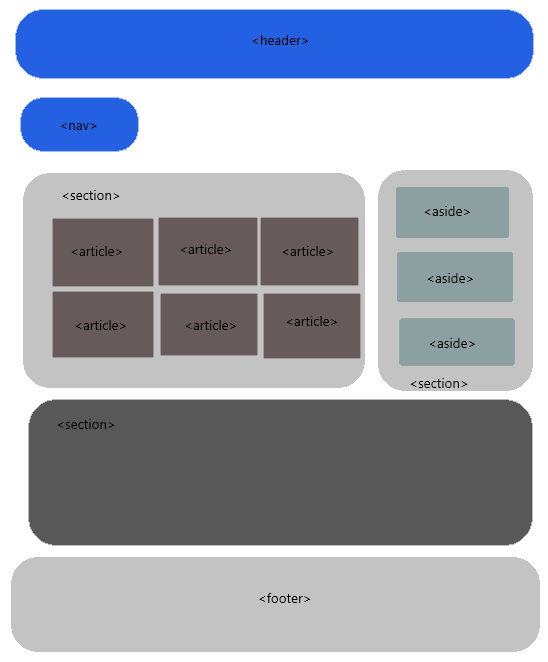 <header>
<nav>
<section>
<article>
<article>
<article>
<article>
<article>
<article>
<aside>
<aside>
<aside>
<section>
<section>
<footer>